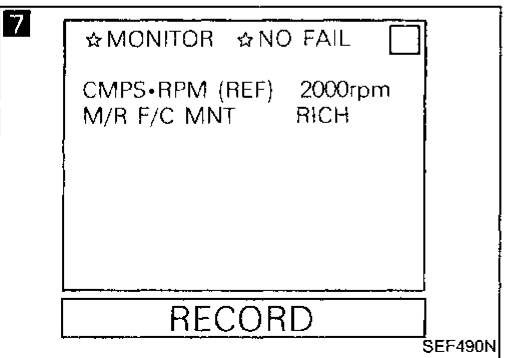 7
☆MONITOR ☆NO FAIL
CMPS•RPM (REF) 2000rpm
M/R F/C MNT RICH
RECORD
SEF490N